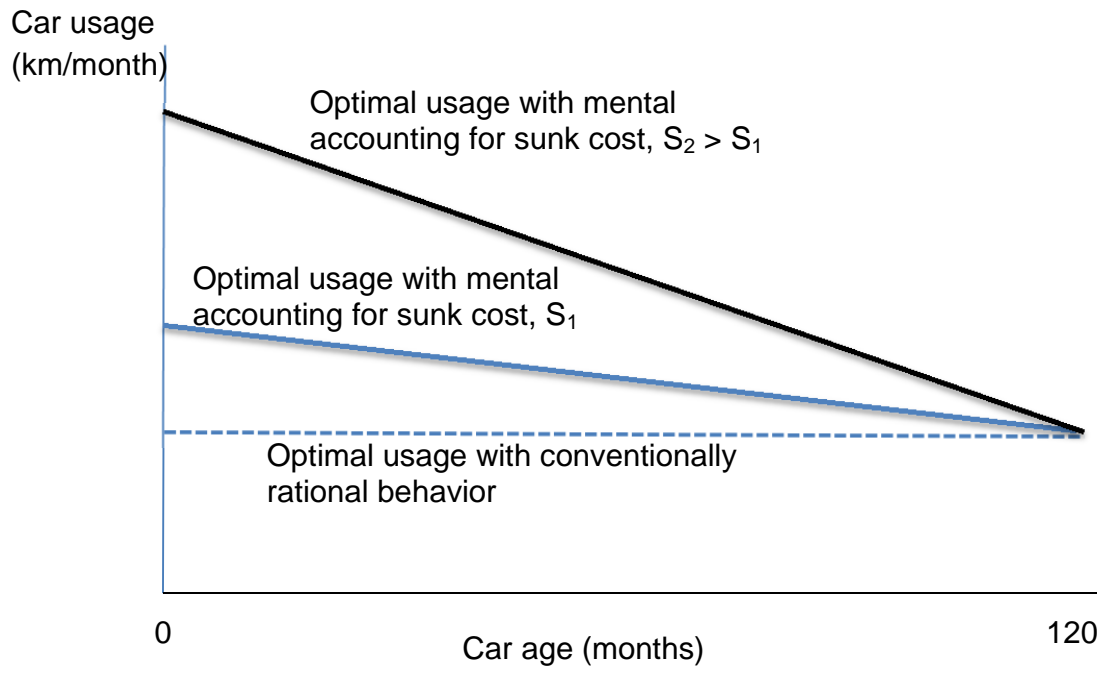 Car usage
(km/month)
Optimal usage with mental
accounting for sunk cost, S₂ > S₁
Optimal usage with mental
accounting for sunk cost, S₁
Optimal usage with conventionally
rational behavior
0
120
Car age (months)